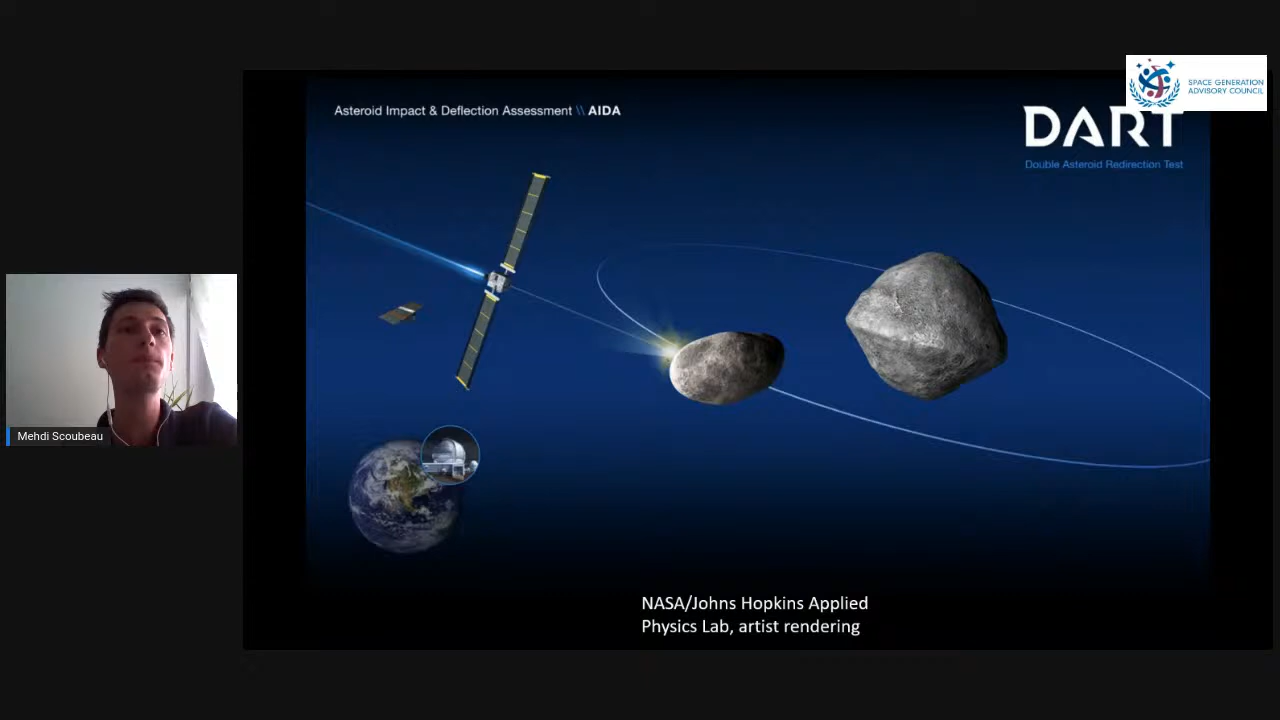 SPACE GENERATION
ADVISORY COUNCIL
Asteroid Impact & Deflection Assessment \\ AIDA
DART
Double Asteroid Redirection Test
Mehdi Scoubeau
NASA/Johns Hopkins Applied
Physics Lab, artist rendering